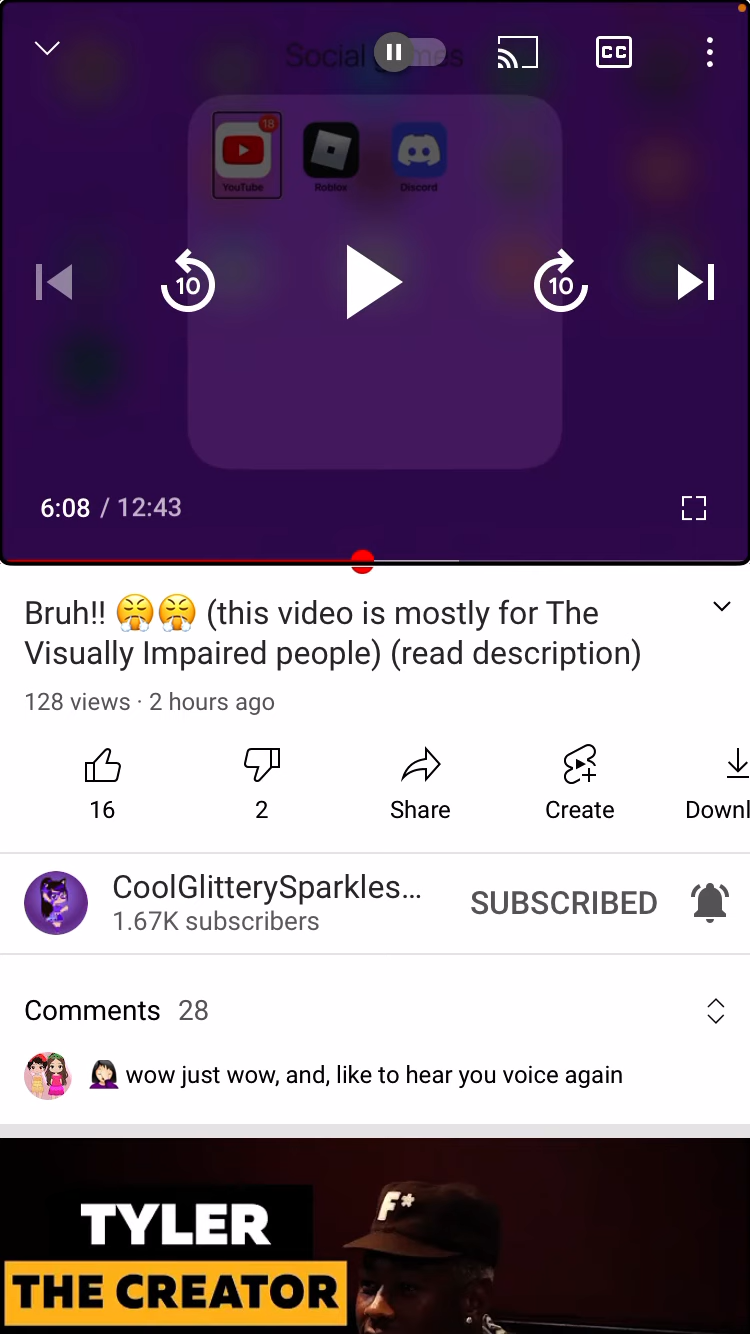 Social games
18
YouTube
Roblox
Discord
CC
10
10
6:08 / 12:43
Bruh!! 😤😤 (this video is mostly for The
Visually Impaired people) (read description)
128 views · 2 hours ago
16
2
Share
Create
Downl
CoolGlitterySparkles...
1.67K subscribers
SUBSCRIBED
Comments 28
🤦🏻‍♀️ wow just wow, and, like to hear you voice again
F*
TYLER
THE CREATOR